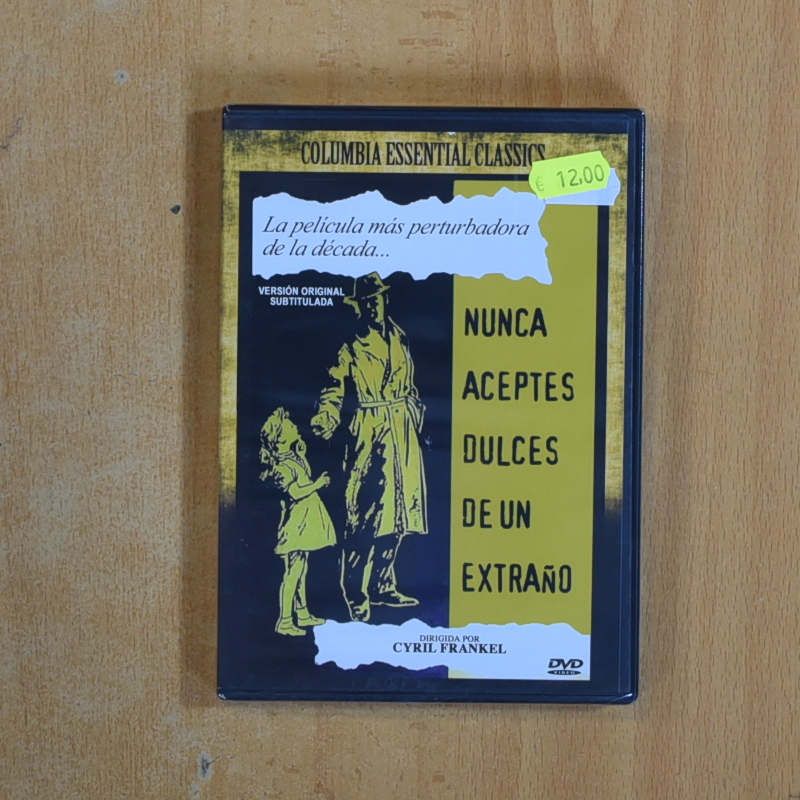 COLUMBIA ESSENTIAL CLASSICS
€ 12,00
La película más perturbadora
de la década...
VERSIÓN ORIGINAL
SUBTITULADA
NUNCA
ACEPTES
DULCES
DE UN
EXTRAÑO
DIRIGIDA POR
CYRIL FRANKEL
DVD
VIDEO